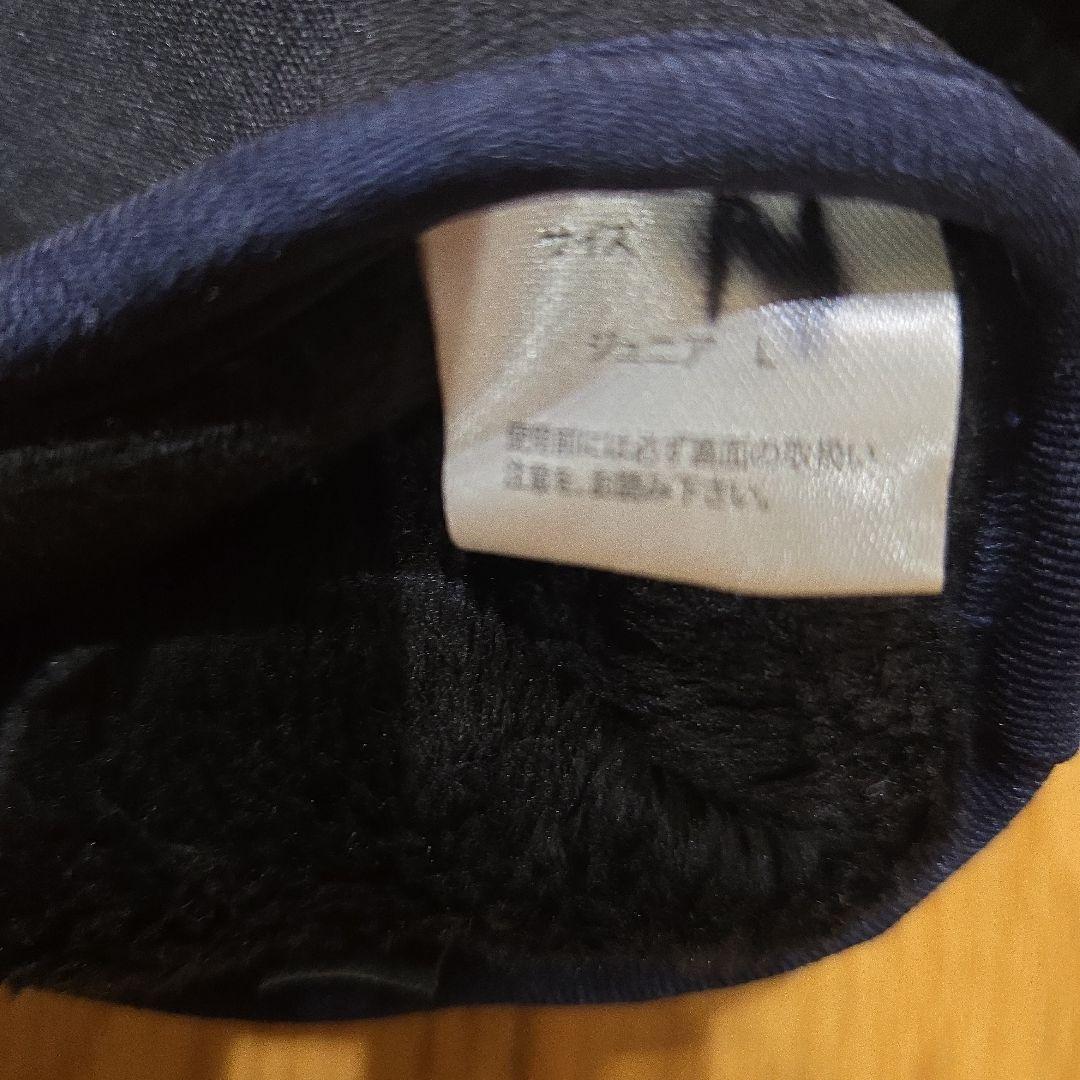 サイズ N
ジュニア L
使用前には必ず裏面の取扱い
注意を、お読み下さい。